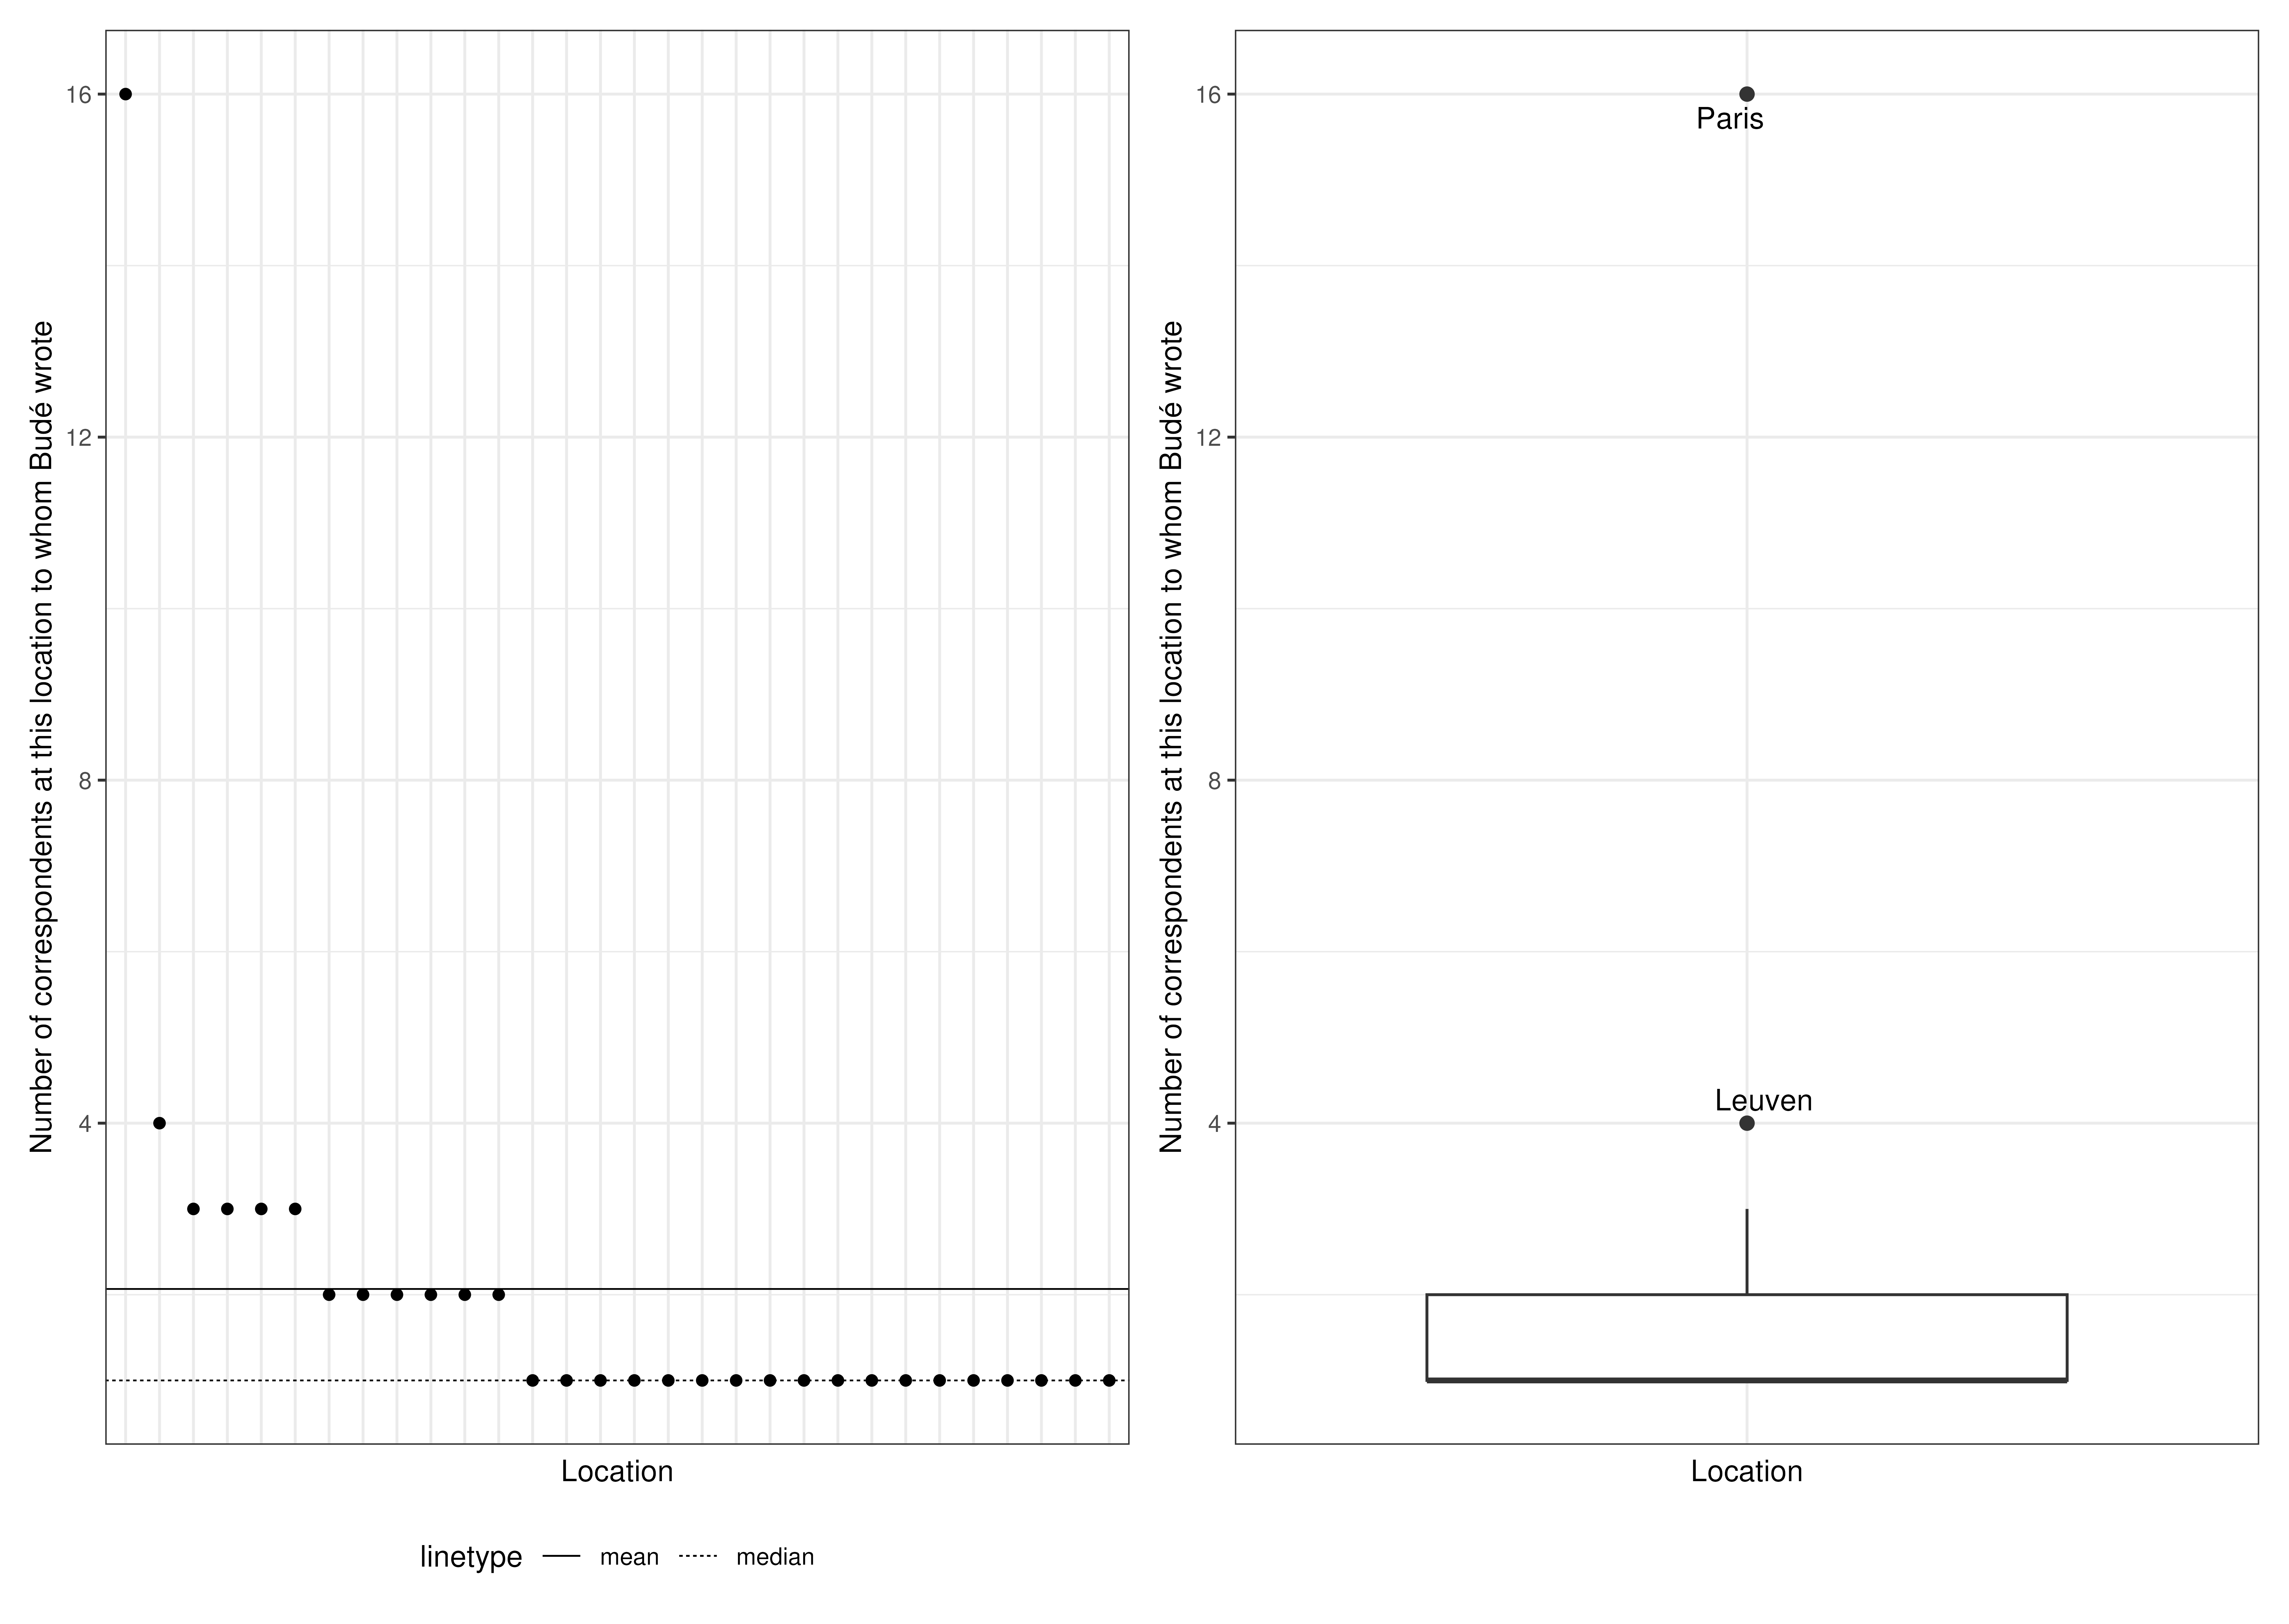 Number of correspondents at this location to whom Budé wrote
16
12
8
4
Location
linetype mean median
Number of correspondents at this location to whom Budé wrote
16
12
8
4
Paris
Leuven
Location